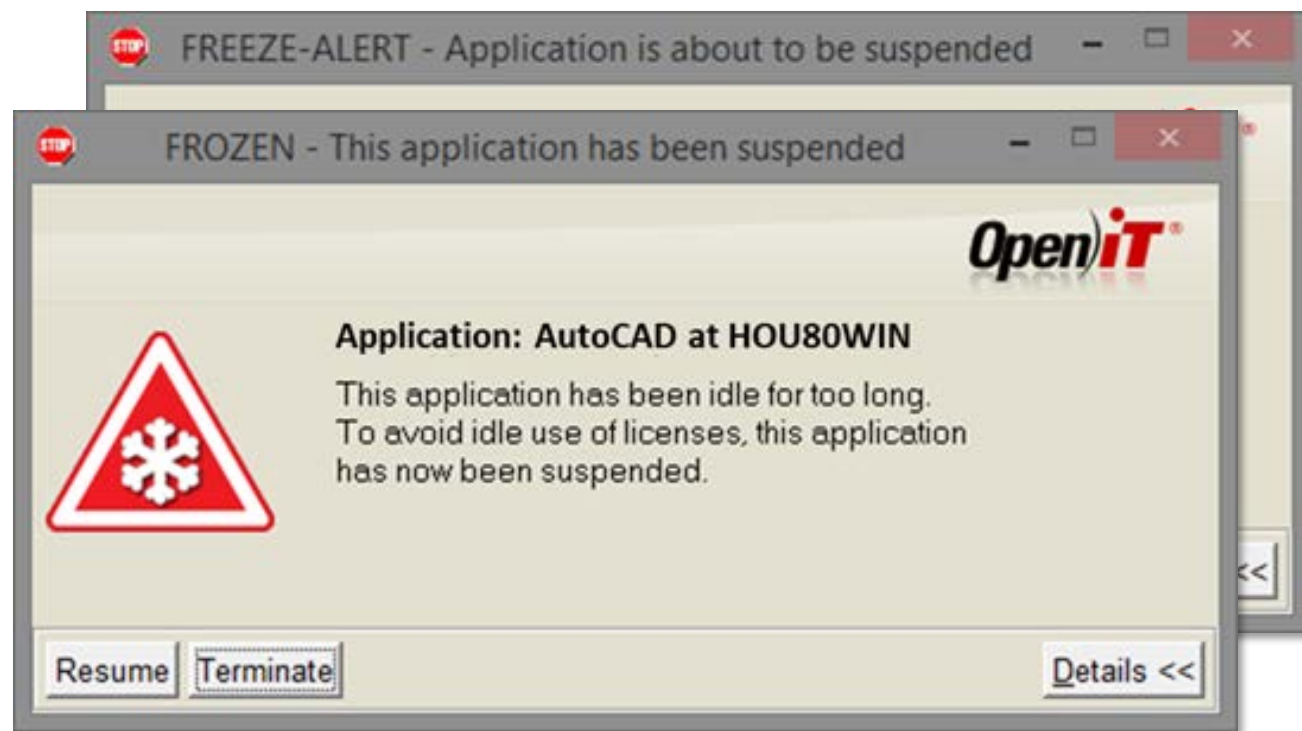 STOP
FREEZE-ALERT - Application is about to be suspended
STOP
FROZEN - This application has been suspended
Open iT®
®
Application: AutoCAD at HOU80WIN
This application has been idle for too long.
To avoid idle use of licenses, this application
has now been suspended.
<<
Resume Terminate Details <<